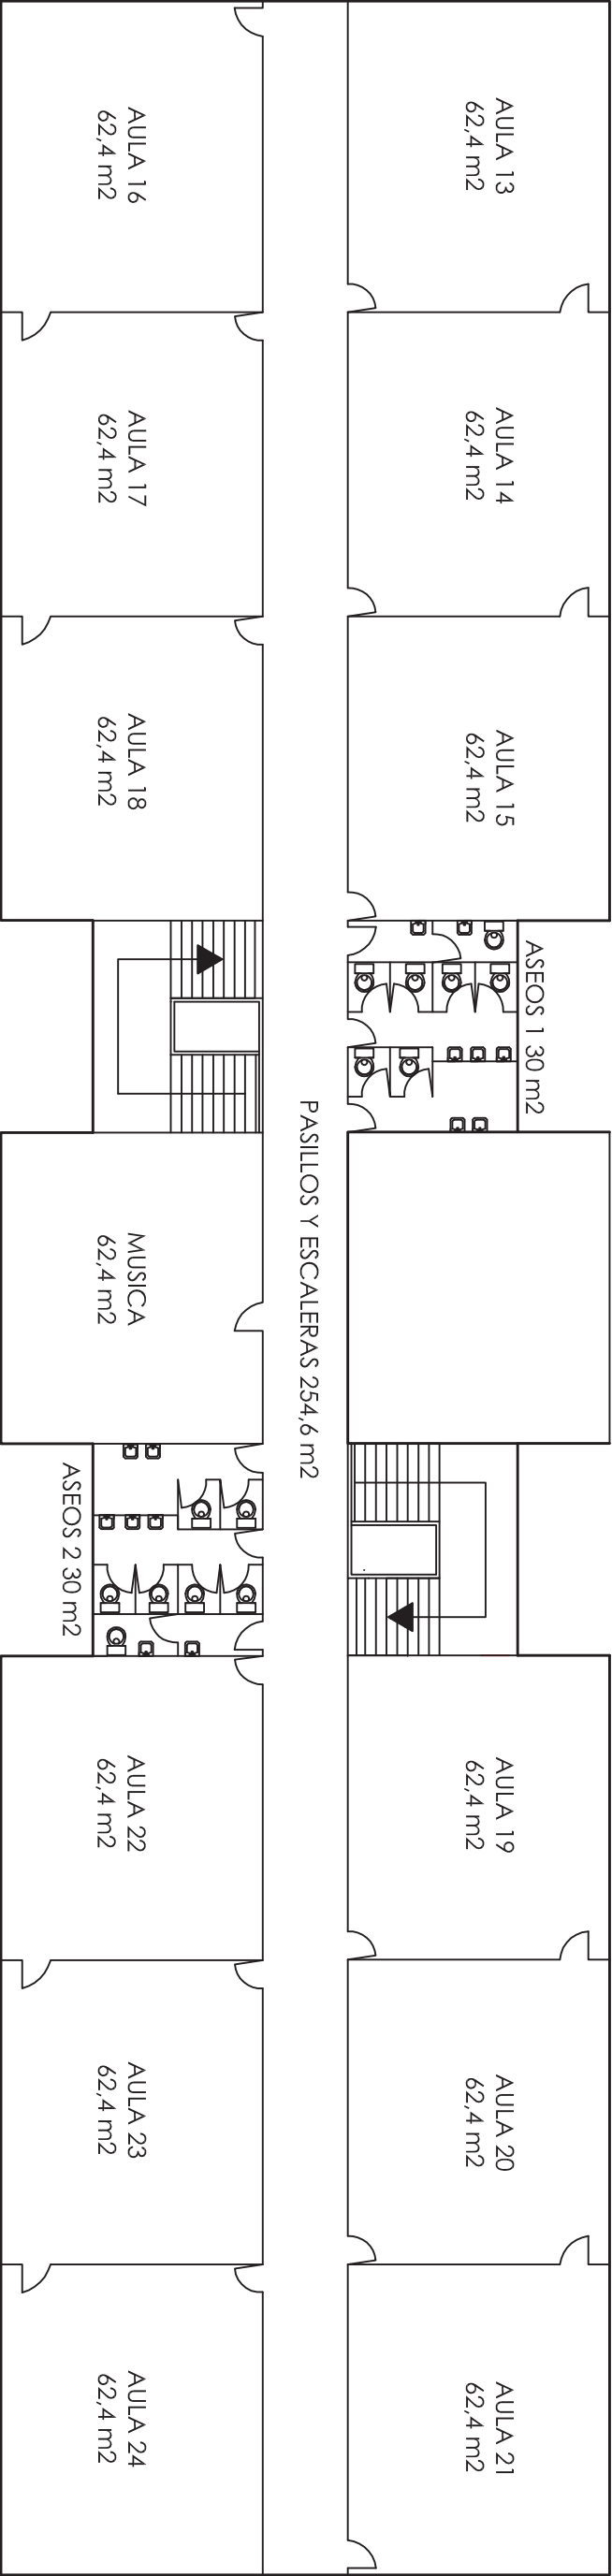 AULA 13
62,4 m2
AULA 14
62,4 m2
AULA 15
62,4 m2
ASEOS 1 30 m2
AULA 19
62,4 m2
AULA 20
62,4 m2
AULA 21
62,4 m2
PASILLOS Y ESCALERAS 254,6 m2
AULA 16
62,4 m2
AULA 17
62,4 m2
AULA 18
62,4 m2
MUSICA
62,4 m2
ASEOS 2 30 m2
AULA 22
62,4 m2
AULA 23
62,4 m2
AULA 24
62,4 m2